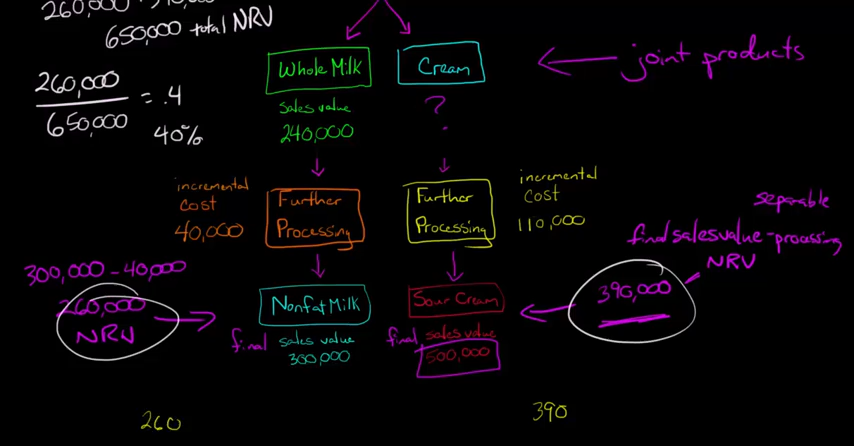 260,000
650,000 total NRV
260,000
650,000
= .4
40%
Whole Milk
Cream
joint products
sales value
240,000
?
incremental
cost
40,000
Further
Processing
Further
Processing
incremental
cost
110,000
separable
final sales value - processing
NRV
300,000 - 40,000
260,000
NRV
Nonfat Milk
Sour Cream
390,000
final sales value
300,000
final sales value
500,000
260
390